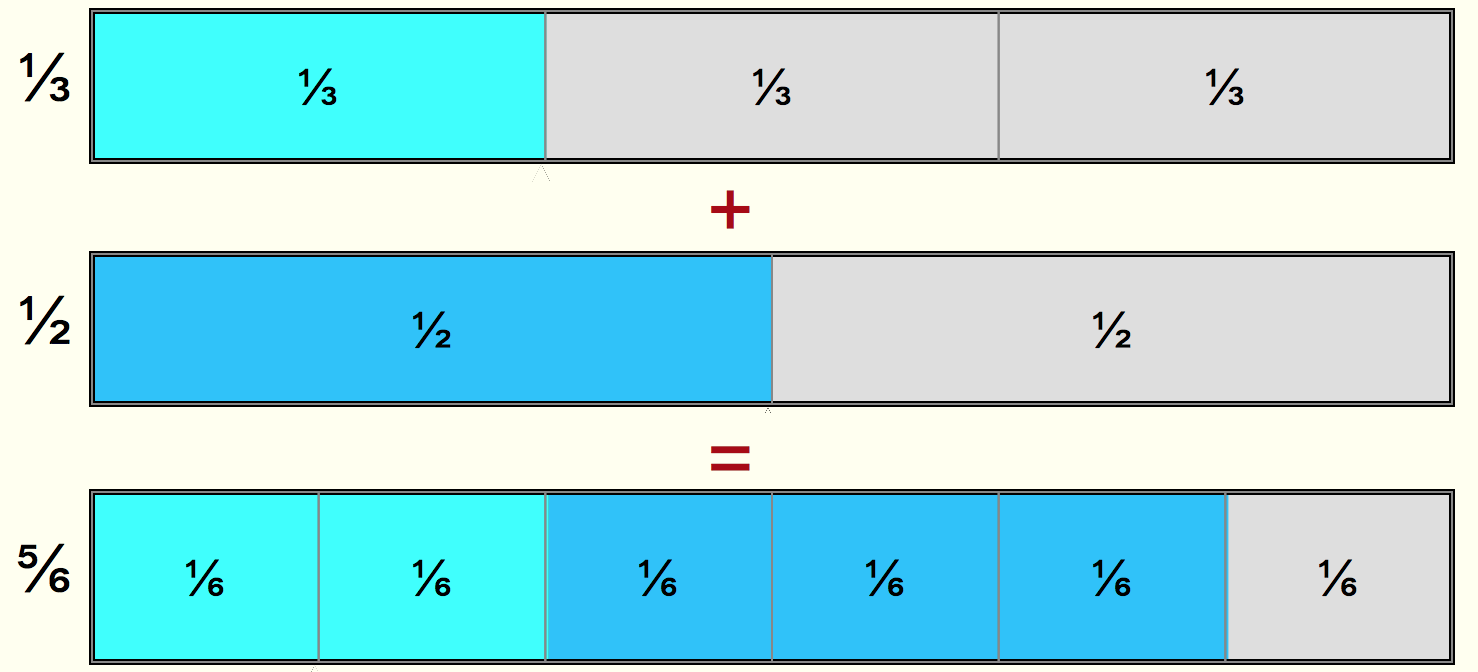 ⅓ ⅓ ⅓ ⅓
+
½ ½ ½
=
⅚ ⅙ ⅙ ⅙ ⅙ ⅙ ⅙